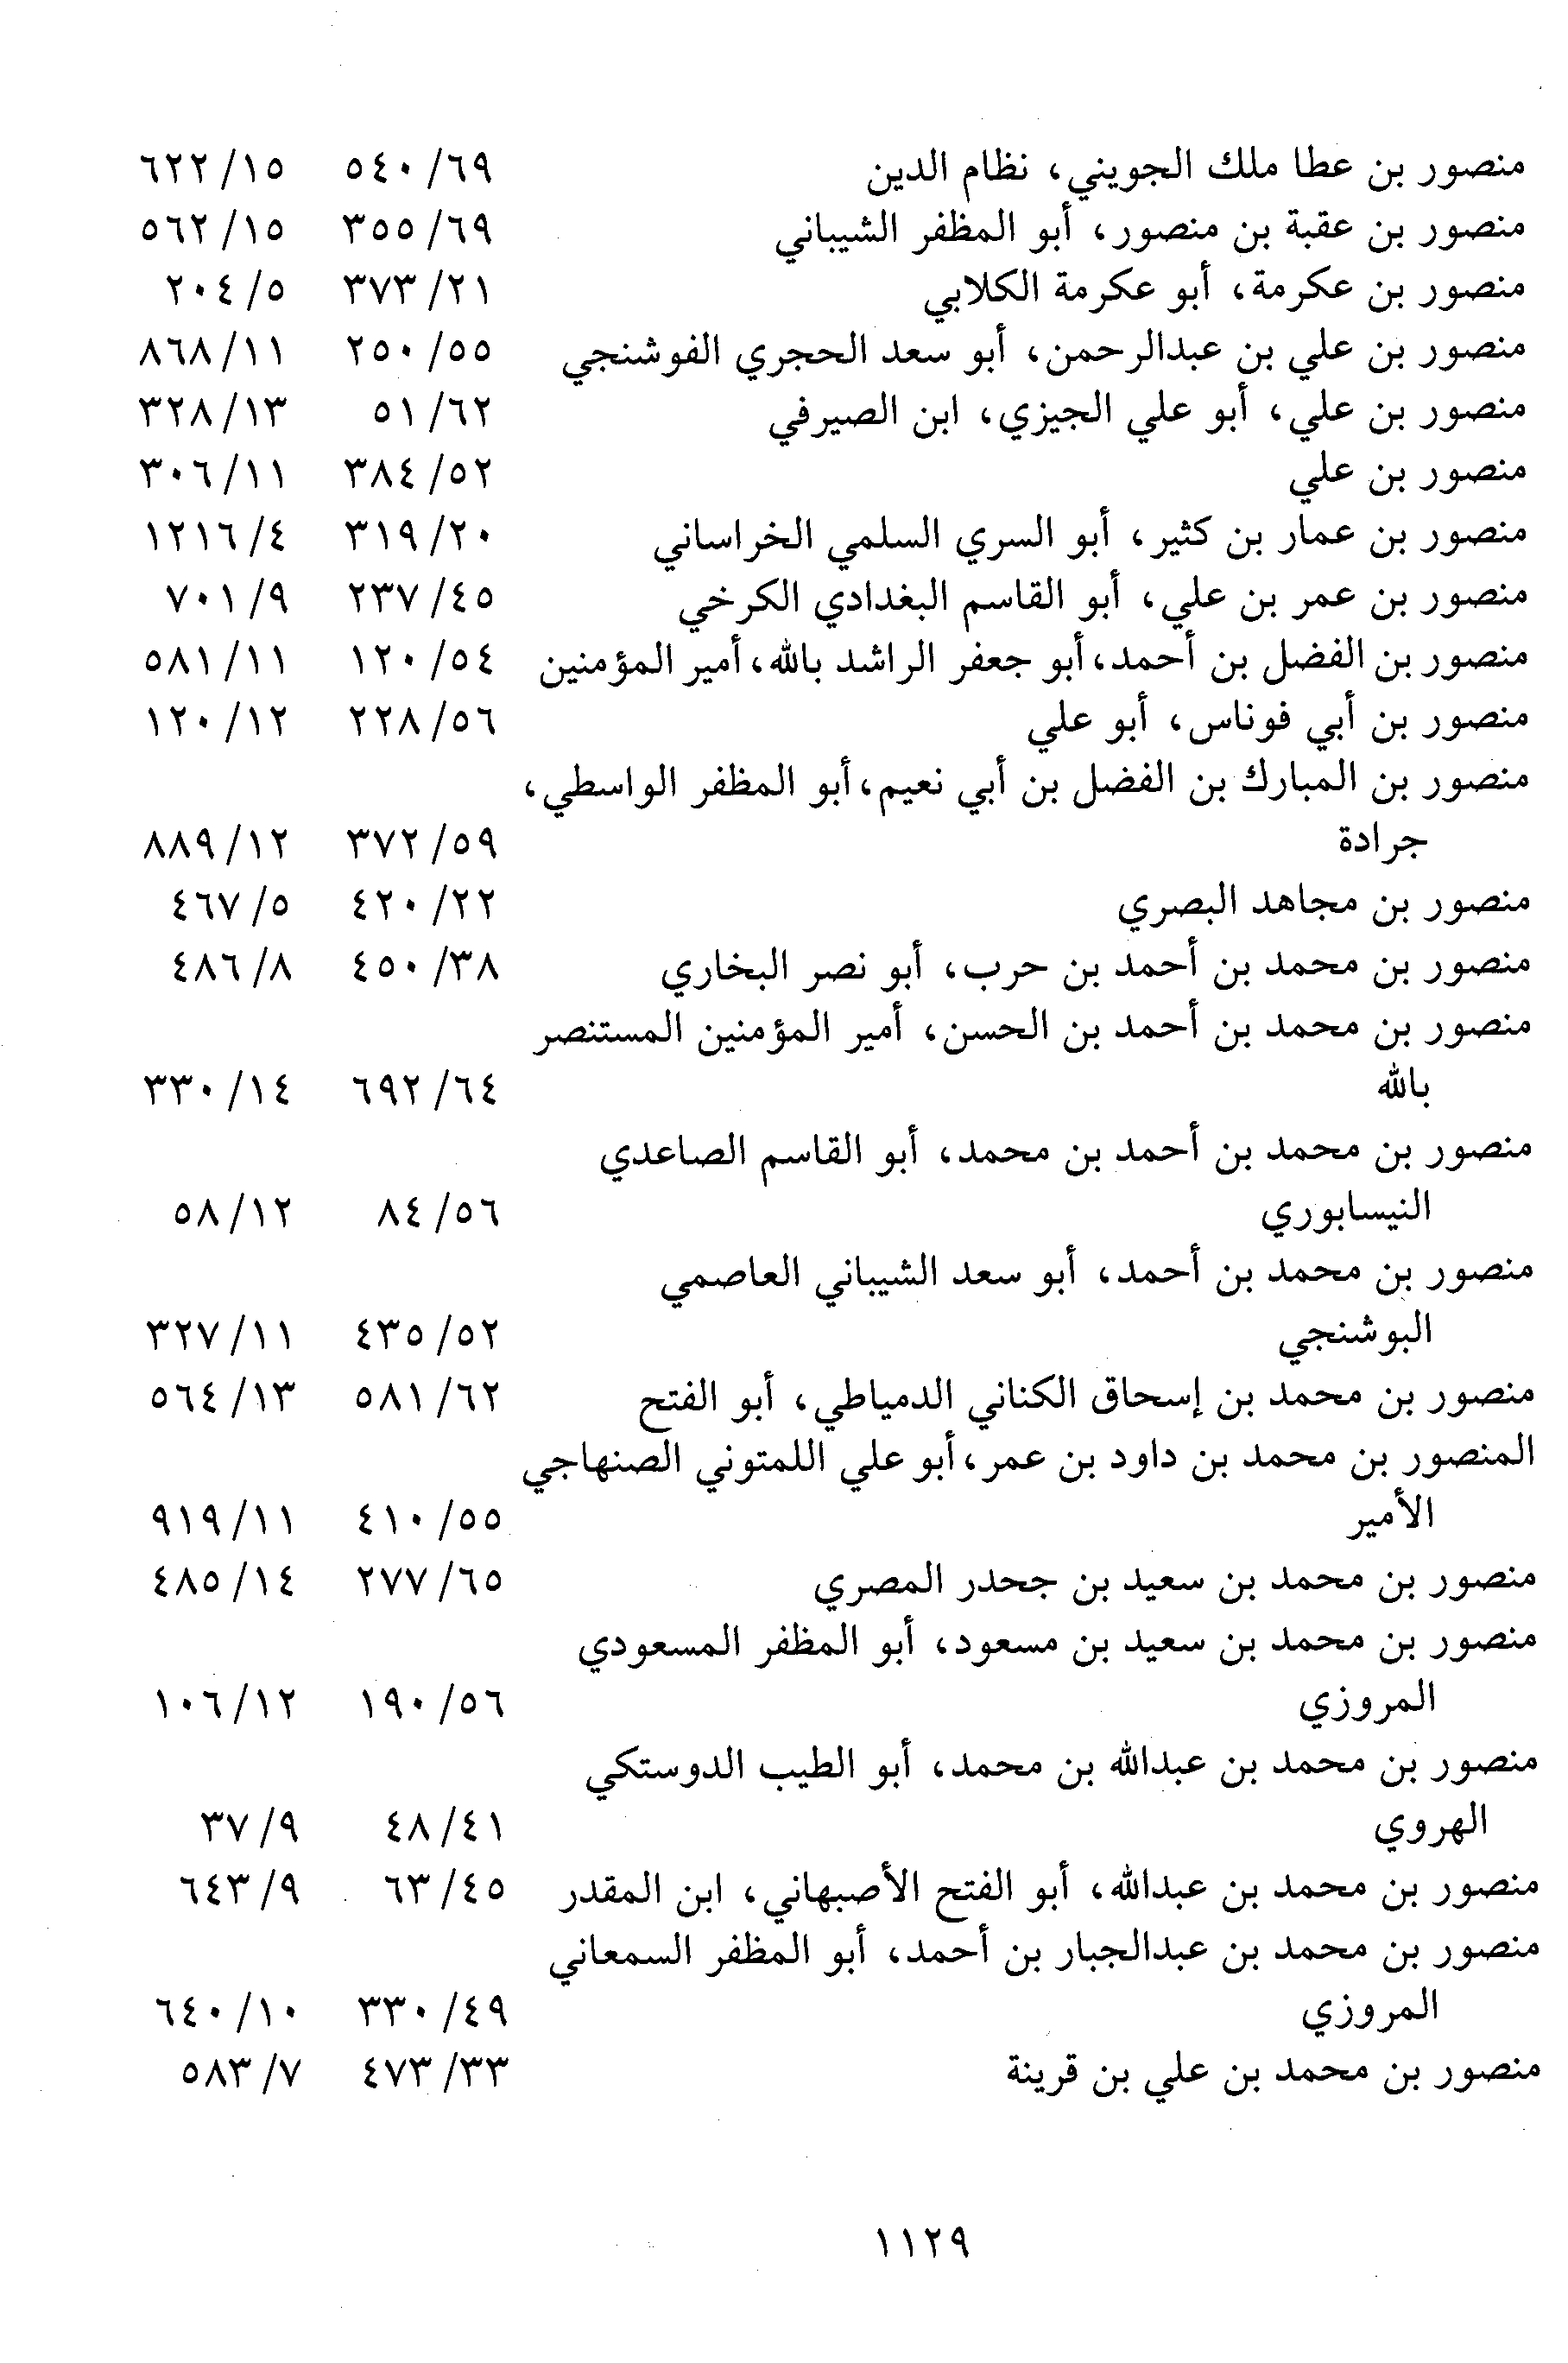 منصور بن عطا ملك الجويني، نظام الدين ٥٤٠/٦٩ ٦٢٢/١٥
منصور بن عقبة بن منصور، أبو المظفر الشيباني ٣٥٥/٦٩ ٥٦٢/١٥
منصور بن عكرمة، أبو عكرمة الكلابي ٣٧٣/٢١ ٢٠٤/٥
منصور بن علي بن عبدالرحمن، أبو سعد الحجري الفوشنجي ٢٥٠/٥٥ ٨٦٨/١١
منصور بن علي، أبو علي الجيزي، ابن الصيرفي ٥١/٦٢ ٣٢٨/١٣
منصور بن علي ٣٨٤/٥٢ ٣٠٦/١١
منصور بن عمار بن كثير، أبو السري السلمي الخراساني ٣١٩/٢٠ ١٢١٦/٤
منصور بن عمر بن علي، أبو القاسم البغدادي الكرخي ٢٣٧/٤٥ ٧٠١/٩
منصور بن الفضل بن أحمد،أبو جعفر الراشد بالله،أمير المؤمنين ١٢٠/٥٤ ٥٨١/١١
منصور بن أبي فوناس، أبو علي ٢٢٨/٥٦ ١٢٠/١٢
منصور بن المبارك بن الفضل بن أبي نعيم،أبو المظفر الواسطي،
جرادة ٣٧٢/٥٩ ٨٨٩/١٢
منصور بن مجاهد البصري ٤٢٠/٢٢ ٤٦٧/٥
منصور بن محمد بن أحمد بن حرب، أبو نصر البخاري ٤٥٠/٣٨ ٤٨٦/٨
منصور بن محمد بن أحمد بن الحسن، أمير المؤمنين المستنصر
بالله ٦٩٢/٦٤ ٣٣٠/١٤
منصور بن محمد بن أحمد بن محمد، أبو القاسم الصاعدي
النيسابوري ٨٤/٥٦ ٥٨/١٢
منصور بن محمد بن أحمد، أبو سعد الشيباني العاصمي
البوشنجي ٤٣٥/٥٢ ٣٢٧/١١
منصور بن محمد بن إسحاق الكناني الدمياطي، أبو الفتح ٥٨١/٦٢ ٥٦٤/١٣
المنصور بن محمد بن داود بن عمر،أبو علي اللمتوني الصنهاجي
الأمير ٤١٠/٥٥ ٩١٩/١١
منصور بن محمد بن سعيد بن جحدر المصري ٢٧٧/٦٥ ٤٨٥/١٤
منصور بن محمد بن سعيد بن مسعود، أبو المظفر المسعودي
المروزي ١٩٠/٥٦ ١٠٦/١٢
منصور بن محمد بن عبدالله بن محمد، أبو الطيب الدوستكي
الهروي ٤٨/٤١ ٣٧/٩
منصور بن محمد بن عبدالله، أبو الفتح الأصبهاني، ابن المقدر ٦٣/٤٥ ٦٤٣/٩
منصور بن محمد بن عبدالجبار بن أحمد، أبو المظفر السمعاني
المروزي ٣٣٠/٤٩ ٦٤٠/١٠
منصور بن محمد بن علي بن قرينة ٤٧٣/٣٣ ٥٨٣/٧
١١٢٩